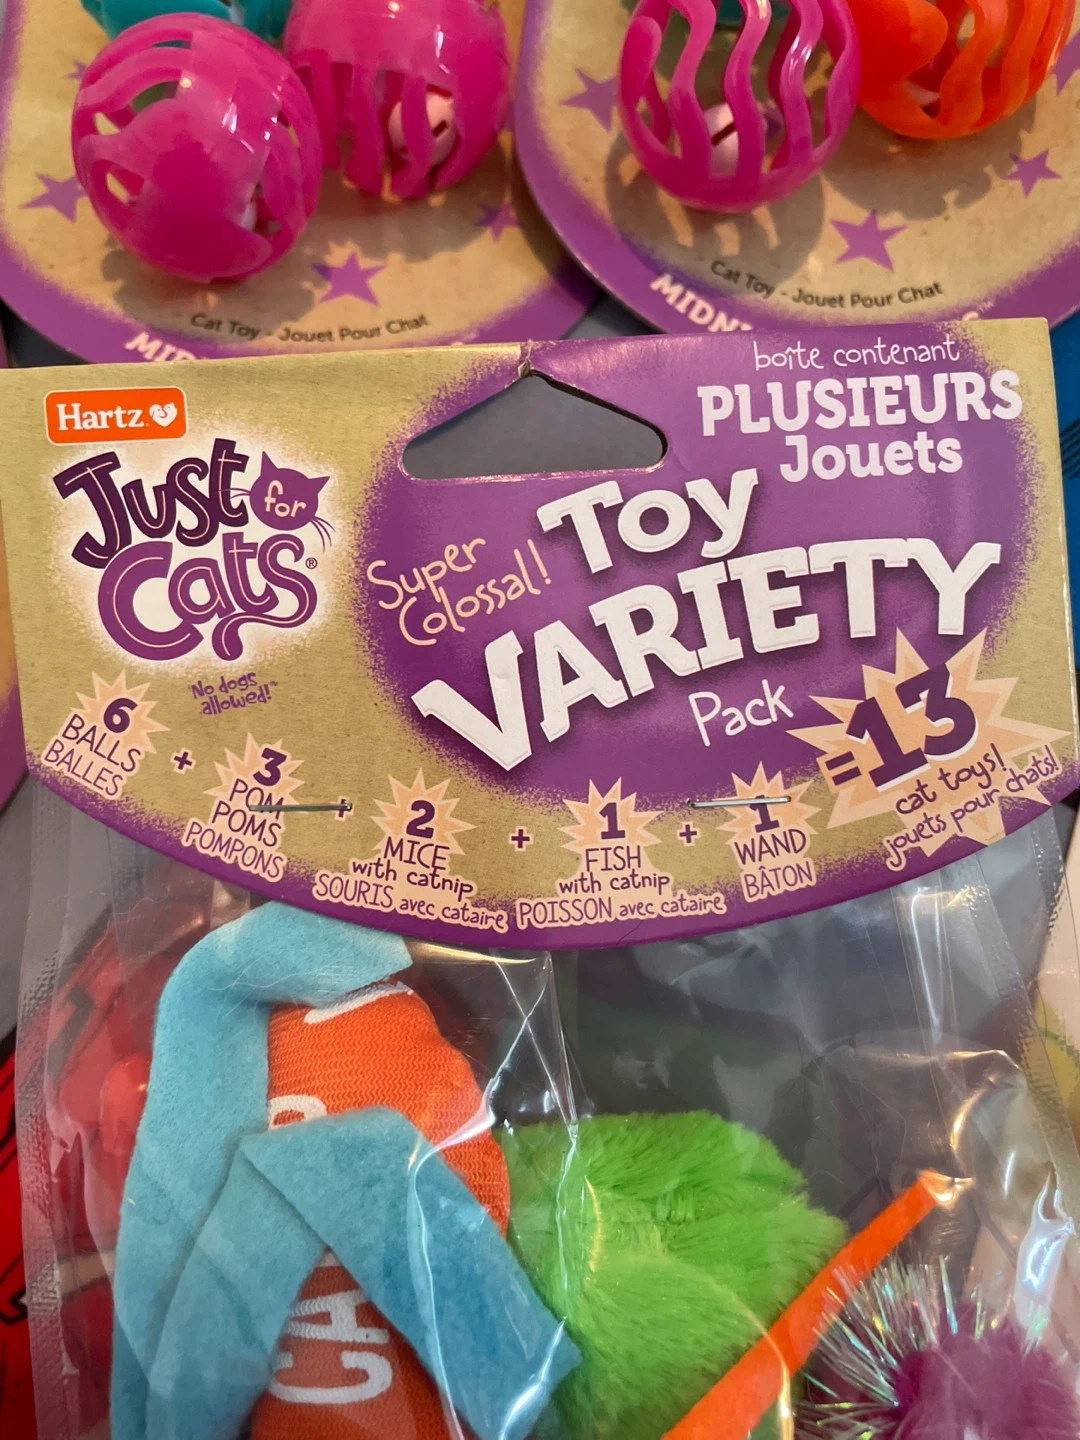 Cat Toy - Jouet Pour Chat
Cat Toy - Jouet Pour Chat
Hartz
Just for Cats®
No dogs
allowed!™
boîte contenant
PLUSIEURS
Jouets
Super
Colossal!
Toy
VARIETY
Pack
6
BALLS
BALLES
+
3
POM
POMS
POMPONS
+
2
MICE
with catnip
SOURIS avec cataire
+
1
FISH
with catnip
POISSON avec cataire
+
1
WAND
BÂTON
=13
cat toys!
jouets pour chats!
CA